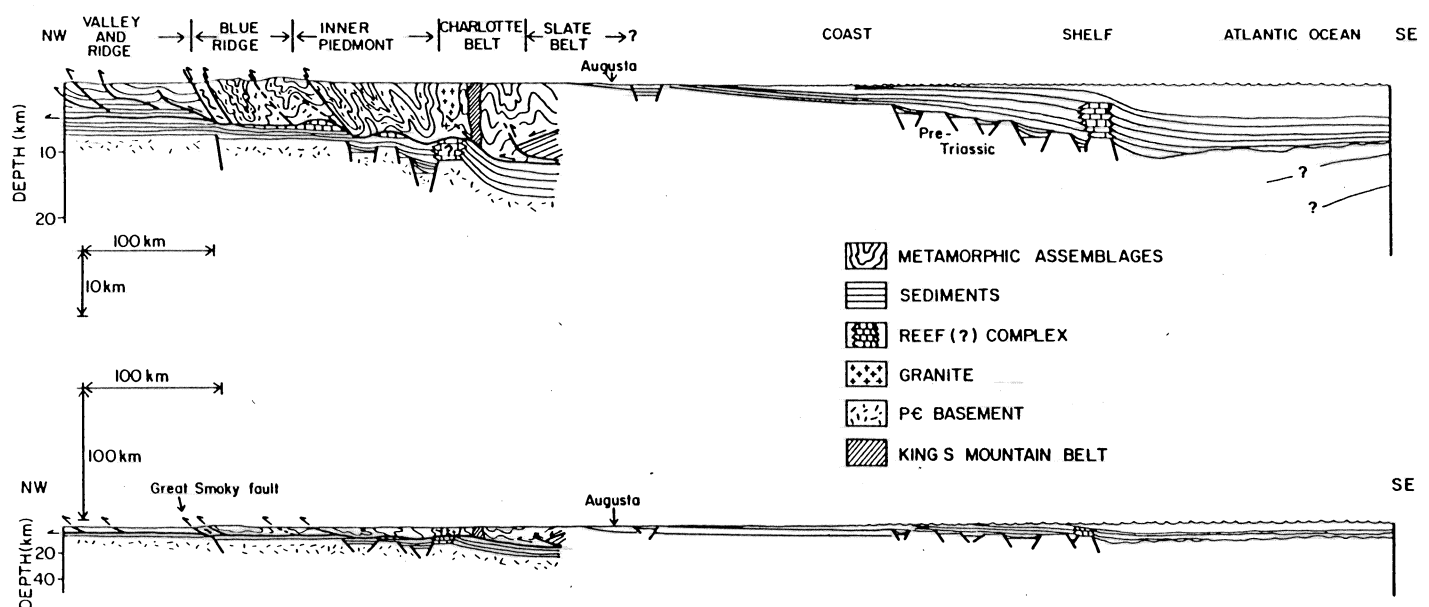 NW
VALLEY
AND
RIDGE
BLUE
RIDGE
INNER
PIEDMONT
CHARLOTTE
BELT
SLATE
BELT
?
COAST
SHELF
ATLANTIC OCEAN
SE
Augusta
DEPTH (km)
10
20
?
Pre-
Triassic
?
?
100 km
10km
METAMORPHIC ASSEMBLAGES
SEDIMENTS
REEF (?) COMPLEX
GRANITE
P€ BASEMENT
KING S MOUNTAIN BELT
100 km
100km
NW
Great Smoky fault
Augusta
SE
DEPTH(km)
20
40